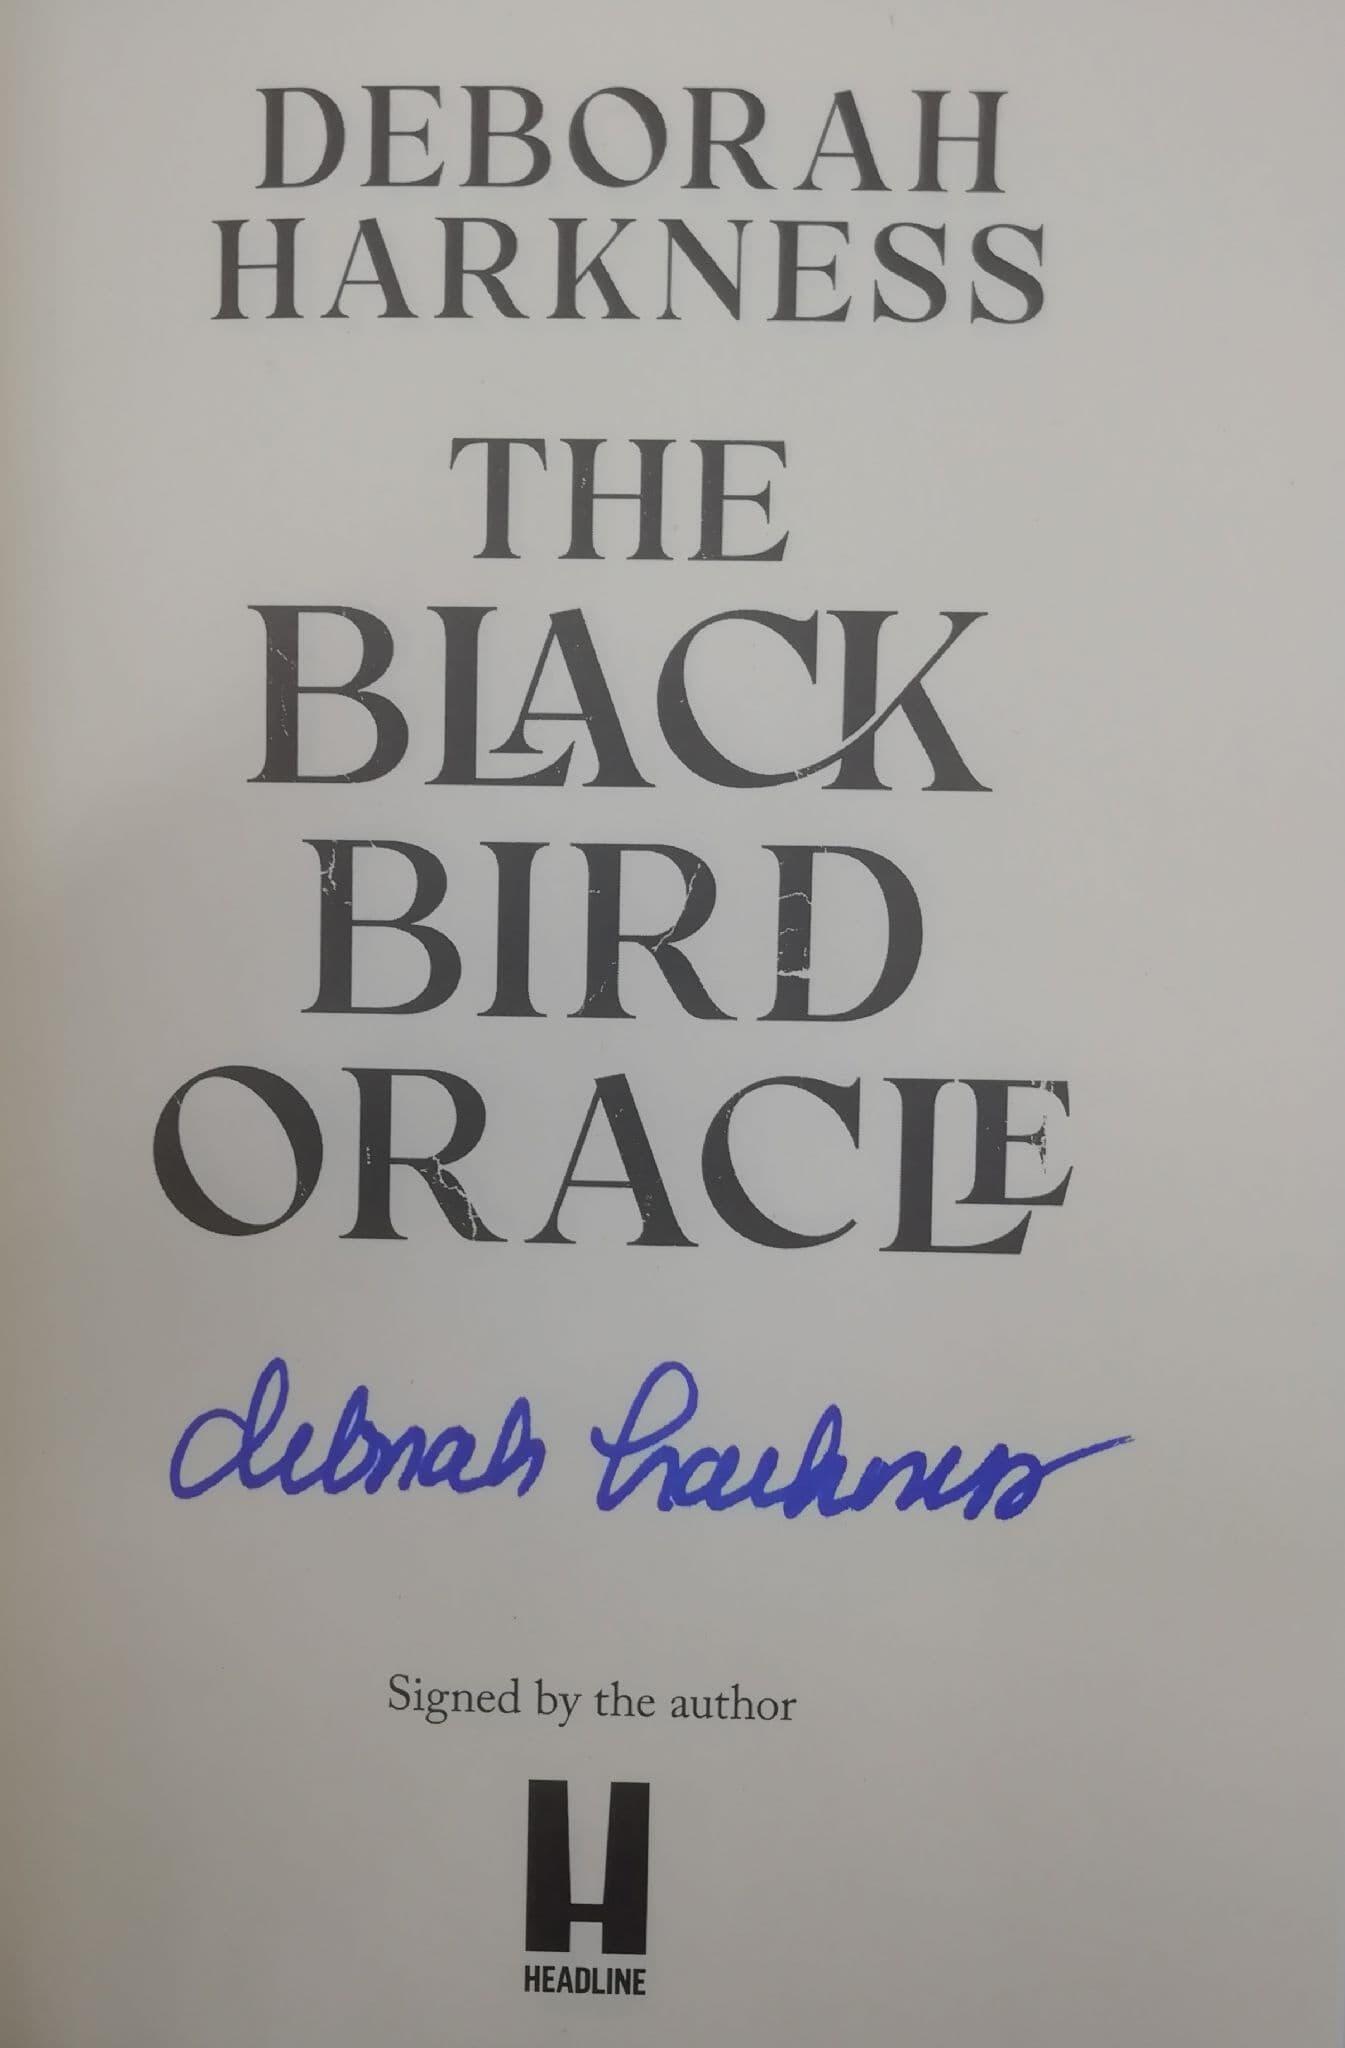 DEBORAH
HARKNESS
THE
BLACK
BIRD
ORACLE
deborah harkness
Signed by the author
H
HEADLINE